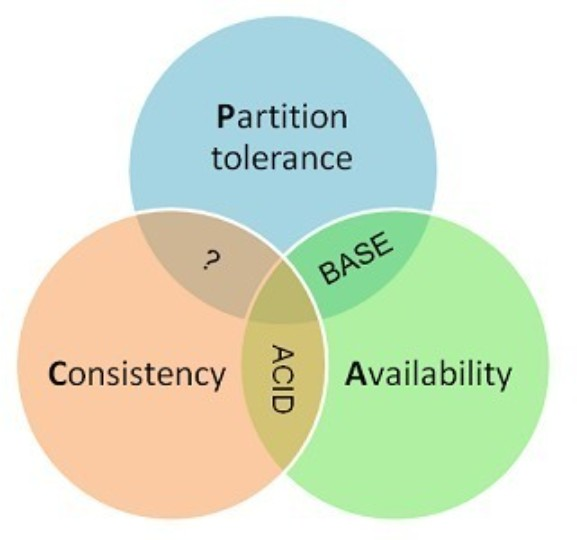 Partition
tolerance
?
BASE
Consistency
ACID
Availability